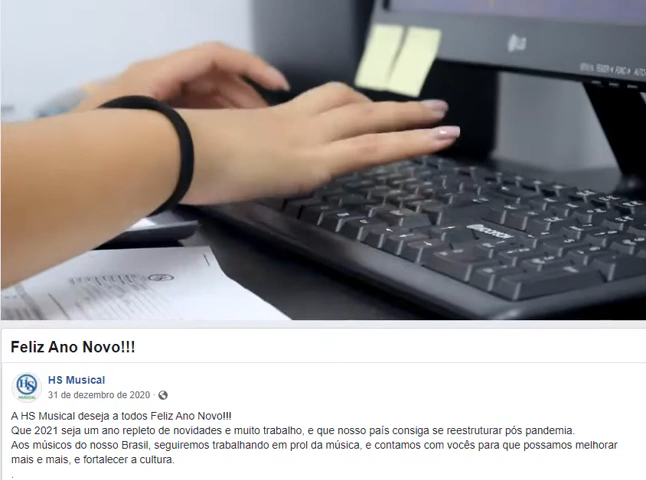 LG
Feliz Ano Novo!!!
HS
MUSICAL
HS Musical
31 de dezembro de 2020 ·
A HS Musical deseja a todos Feliz Ano Novo!!!
Que 2021 seja um ano repleto de novidades e muito trabalho, e que nosso país consiga se reestruturar pós pandemia.
Aos músicos do nosso Brasil, seguiremos trabalhando em prol da música, e contamos com vocês para que possamos melhorar
mais e mais, e fortalecer a cultura.
.